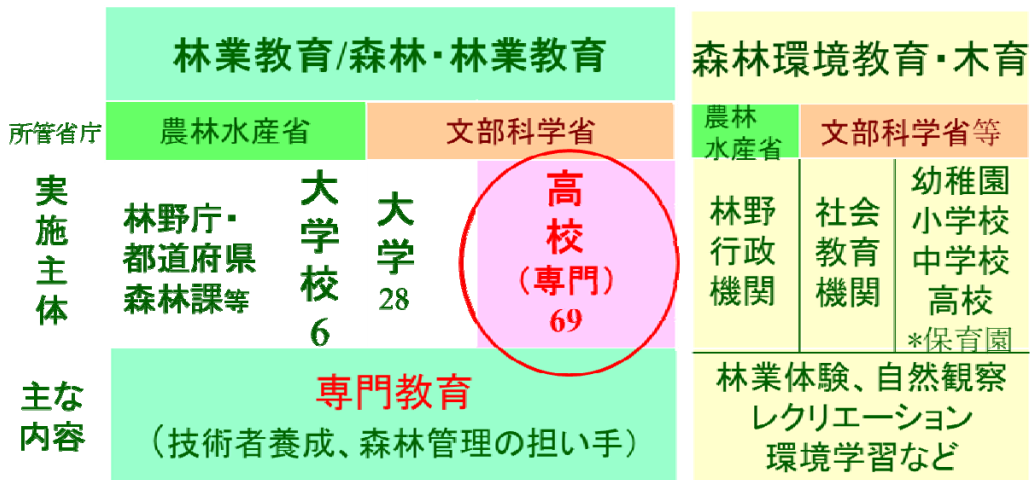 林業教育/森林・林業教育
森林環境教育・木育
所管省庁
農林水産省
文部科学省
農林
水産省
文部科学省等
実施主体
林野庁・
都道府県
森林課等
大学校
6
大学
28
高校
(専門)
69
林野
行政
機関
社会
教育
機関
幼稚園
小学校
中学校
高校
*保育園
主な
内容
専門教育
(技術者養成、森林管理の担い手)
林業体験、自然観察
レクリエーション
環境学習など